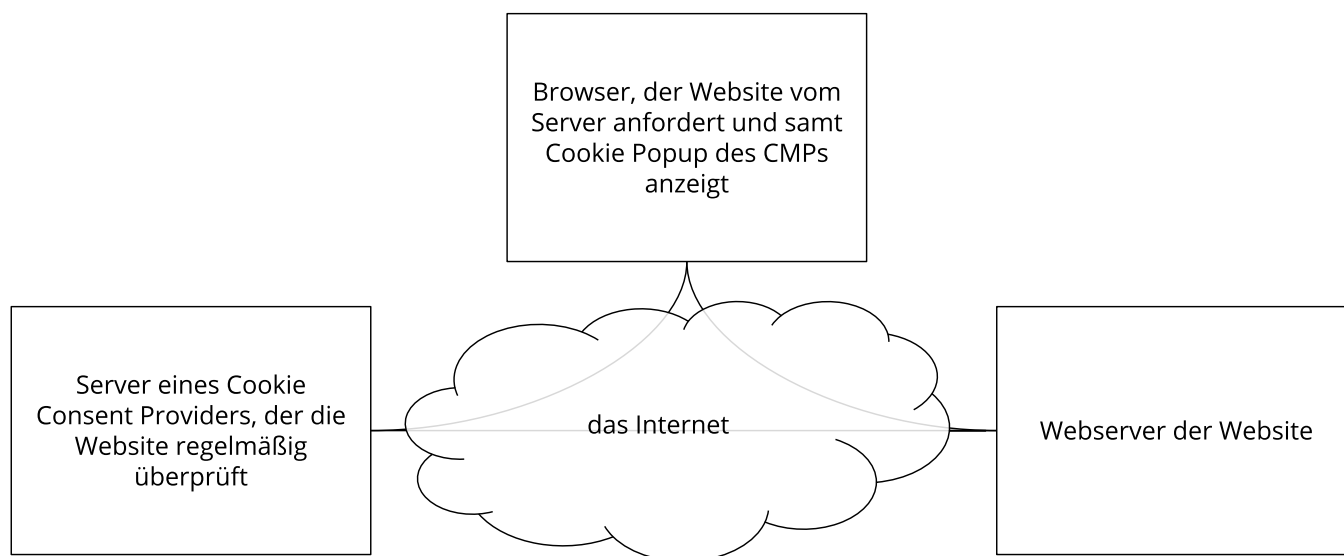 Browser, der Website vom
Server anfordert und samt
Cookie Popup des CMPs
anzeigt
Server eines Cookie
Consent Providers, der die
Website regelmäßig
überprüft
das Internet
Webserver der Website